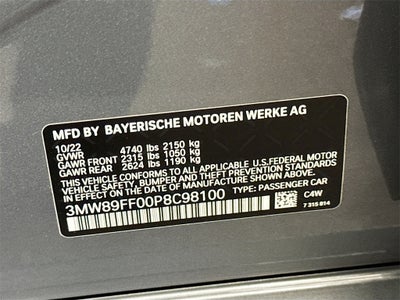 MFD BY BAYERISCHE MOTOREN WERKE AG
10/22
GVWR 4740 lbs 2150 kg
GAWR FRONT 2315 lbs 1050 kg
GAWR REAR 2624 lbs 1190 kg
THIS VEHICLE CONFORMS TO ALL APPLICABLE U.S.FEDERAL MOTOR
VEHICLE SAFETY, BUMPER, AND THEFT PREVENTION STANDARDS
IN EFFECT ON THE DATE OF MANUFACTURE SHOWN ABOVE.
3MW89FF00P8C98100 TYPE: PASSENGER CAR
C4W
7 315 814